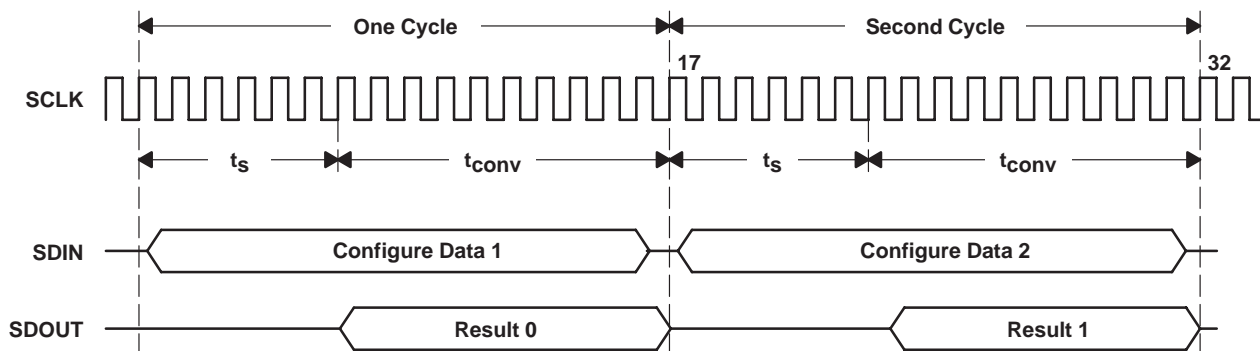 One Cycle
Second Cycle
17
32
SCLK
ts
tconv
ts
tconv
SDIN
Configure Data 1
Configure Data 2
SDOUT
Result 0
Result 1